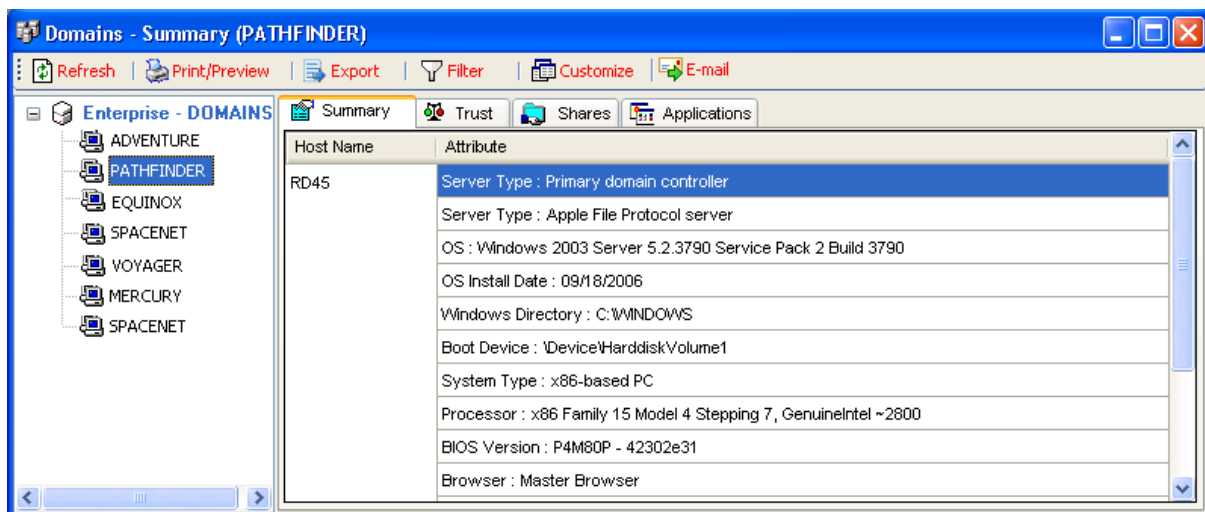 Domains - Summary (PATHFINDER)
Refresh Print/Preview Export Filter Customize E-mail
Enterprise - DOMAINS
ADVENTURE
PATHFINDER
EQUINOX
SPACENET
VOYAGER
MERCURY
SPACENET
Summary Trust Shares Applications
Host Name Attribute
RD45 Server Type : Primary domain controller
Server Type : Apple File Protocol server
OS : Windows 2003 Server 5.2.3790 Service Pack 2 Build 3790
OS Install Date : 09/18/2006
Windows Directory : C:\WINDOWS
Boot Device : \Device\HarddiskVolume1
System Type : x86-based PC
Processor : x86 Family 15 Model 4 Stepping 7, GenuineIntel ~2800
BIOS Version : P4M80P - 42302e31
Browser : Master Browser